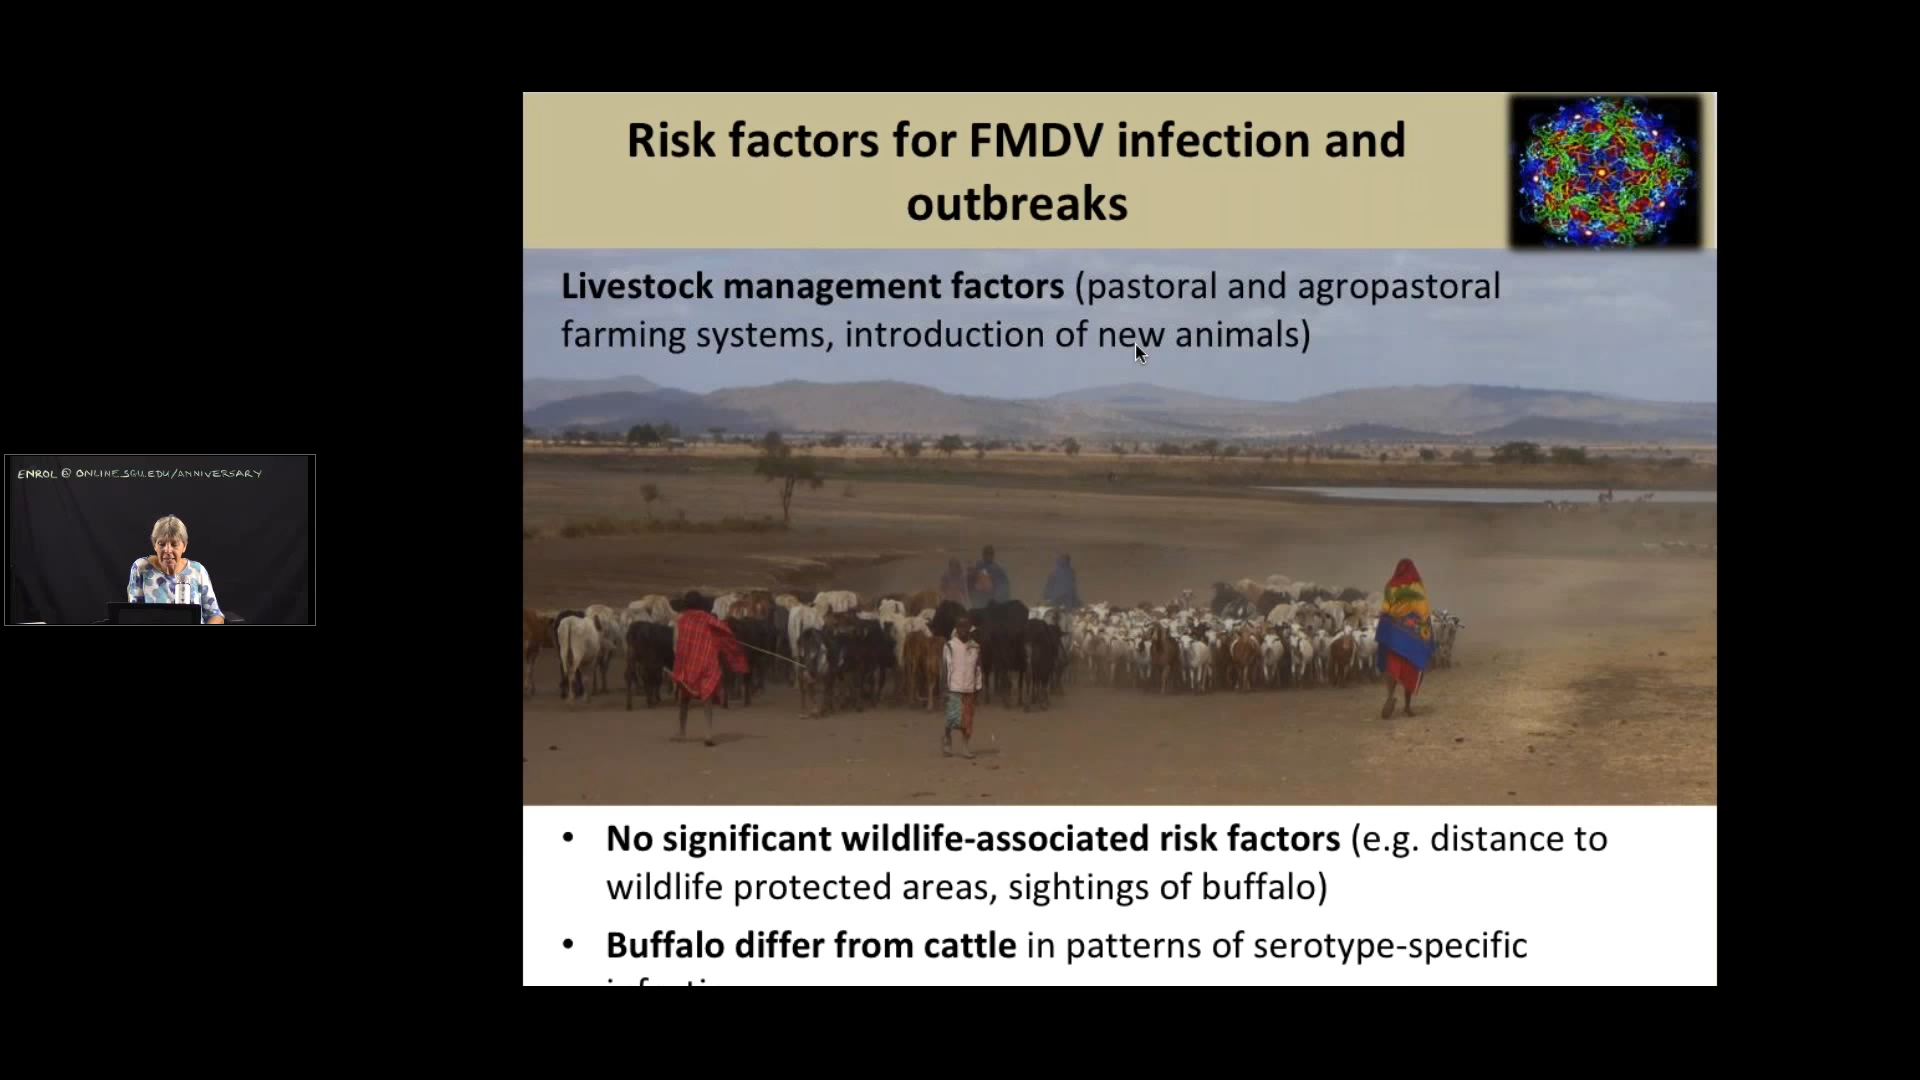 Risk factors for FMDV infection and
outbreaks
Livestock management factors (pastoral and agropastoral
farming systems, introduction of new animals)
ENROL @ ONLINE.SGU.EDU/ANNIVERSARY
• No significant wildlife-associated risk factors (e.g. distance to
wildlife protected areas, sightings of buffalo)
• Buffalo differ from cattle in patterns of serotype-specific